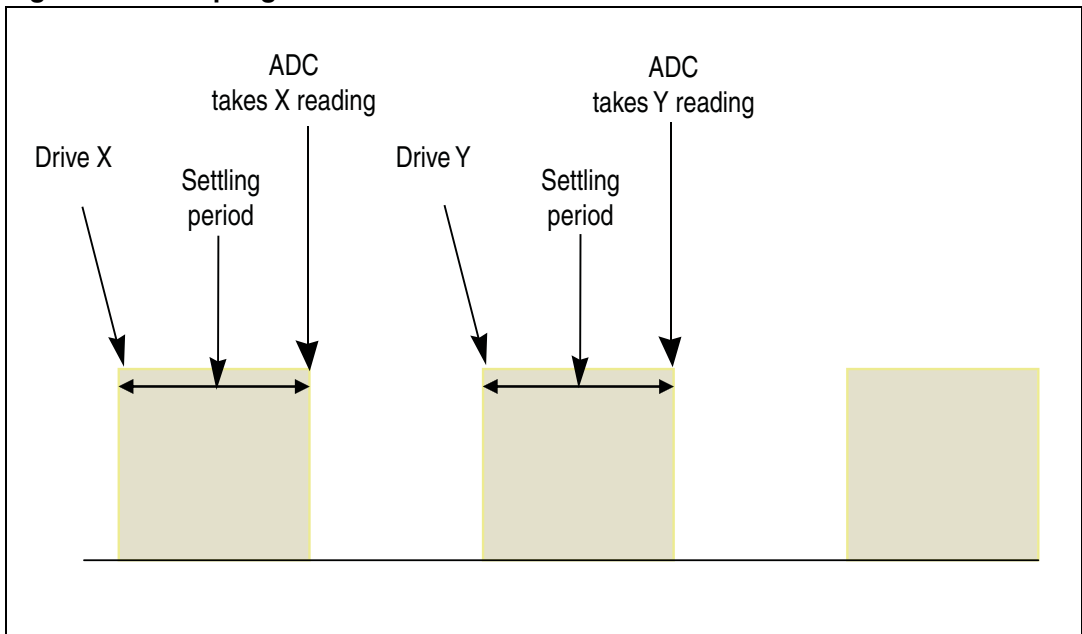 ADC
takes X reading
ADC
takes Y reading
Drive X
Settling
period
Drive Y
Settling
period